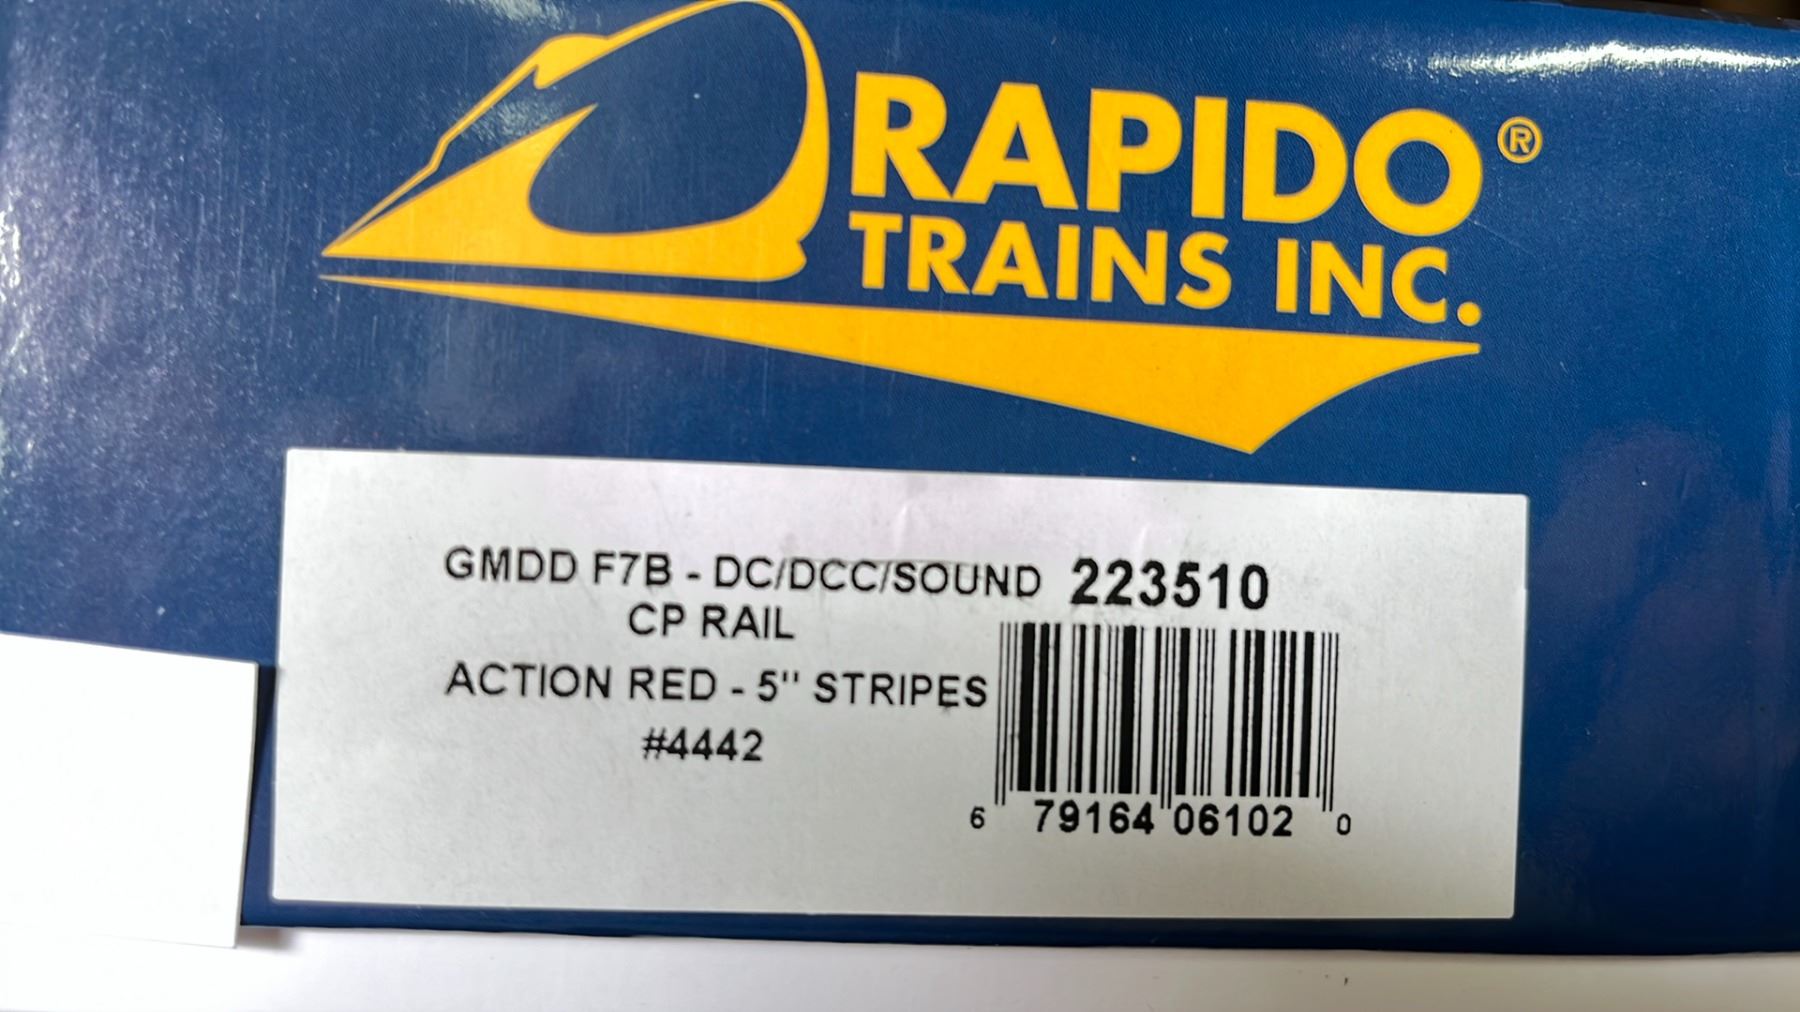 RAPIDO®
TRAINS INC.
GMDD F7B - DC/DCC/SOUND 223510
CP RAIL
ACTION RED - 5" STRIPES
#4442
6 79164 06102 0